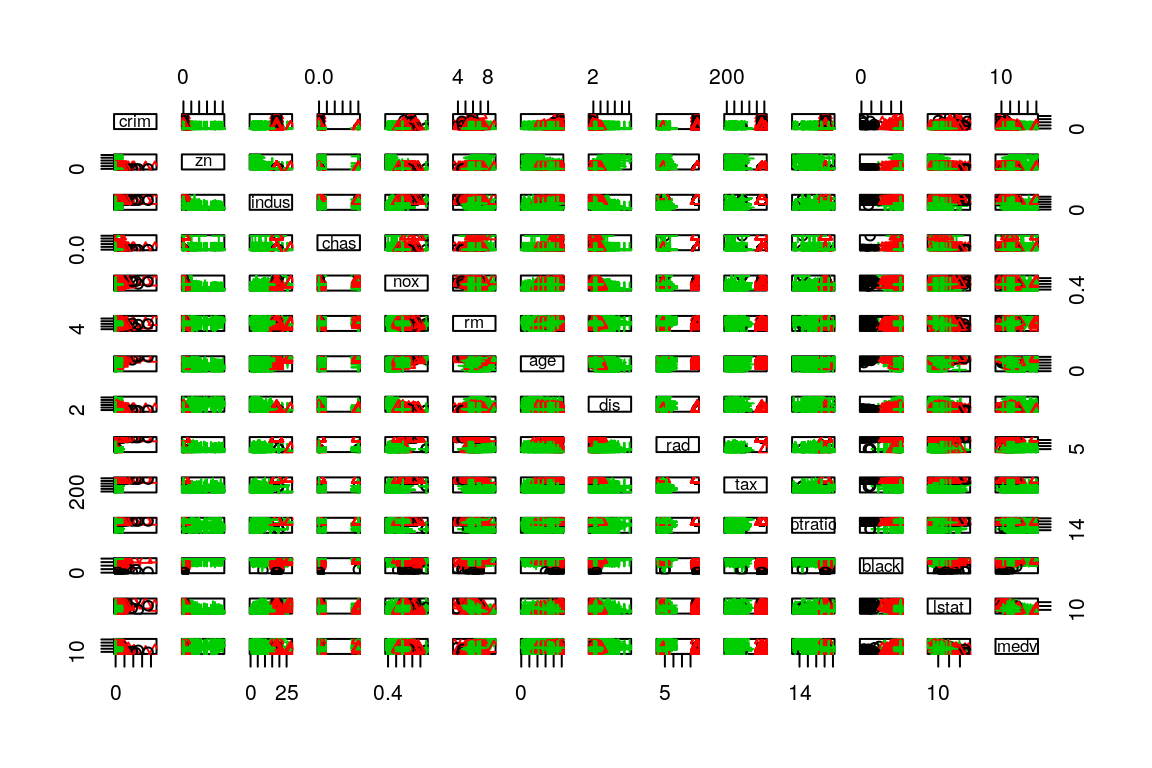 0 0.0 4 8 2 200 0 10
crim 0
0 zn
indus 0
0.0 chas
nox 0.4
4 rm
age 0
2 dis
rad 5
200 tax
ptratio 14
0 black
lstat 10
10 medv
0 0 25 0.4 0 5 14 10